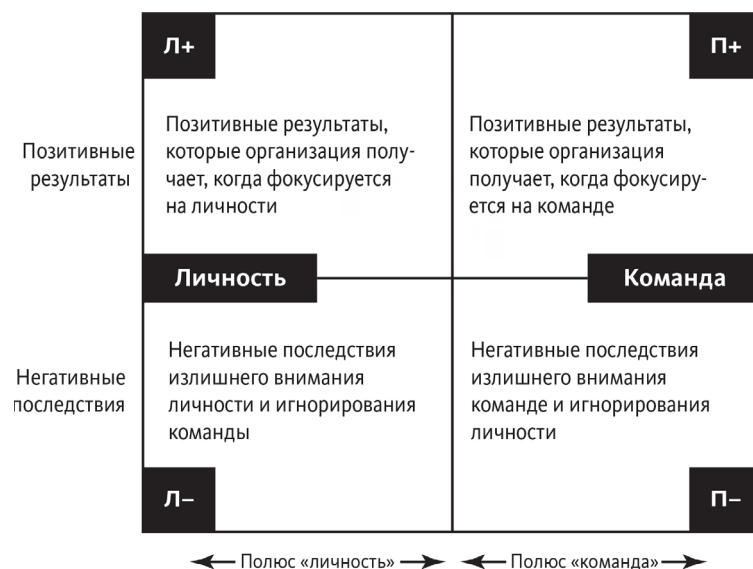 Л+
П+
Позитивные
результаты
Позитивные результаты,
которые организация полу-
чает, когда фокусируется
на личности
Позитивные результаты,
которые организация
получает, когда фокусиру-
ется на команде
Личность
Команда
Негативные
последствия
Негативные последствия
излишнего внимания
личности и игнорирования
команды
Негативные последствия
излишнего внимания
команде и игнорирования
личности
Л–
П–
Полюс «личность»
Полюс «команда»